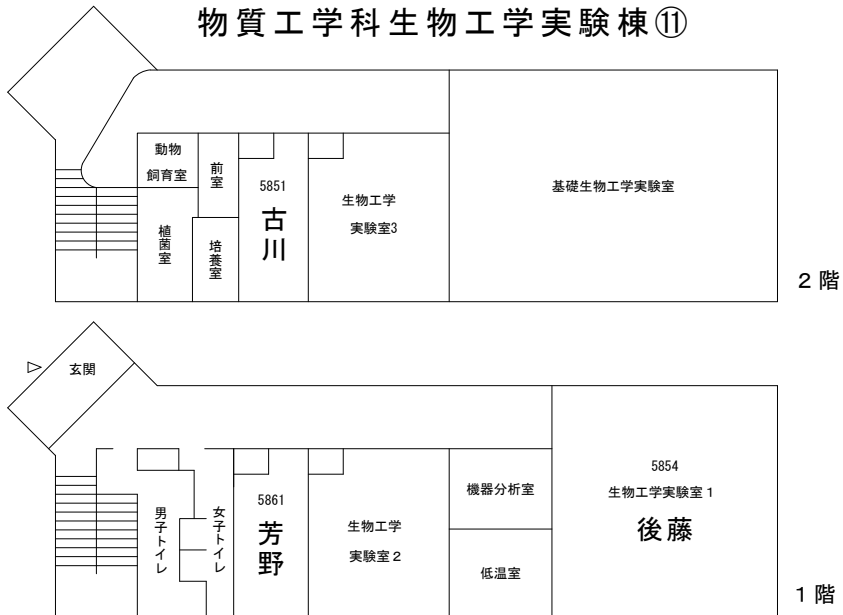 物質工学科生物工学実験棟⑪
動物
飼育室
前室
5851
古川
生物工学
実験室3
基礎生物工学実験室
植菌室
培養室
2階
玄関
5861
芳野
男子トイレ
女子トイレ
生物工学
実験室2
機器分析室
低温室
5854
生物工学実験室1
後藤
1階